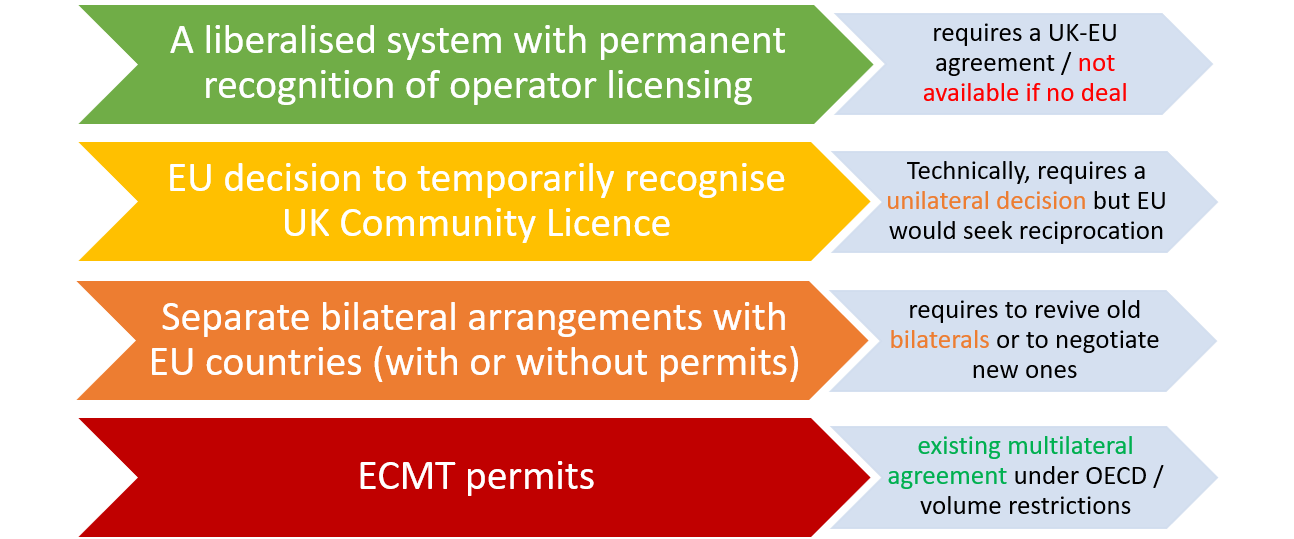 A liberalised system with permanent
recognition of operator licensing
requires a UK-EU
agreement / not
available if no deal
EU decision to temporarily recognise
UK Community Licence
Technically, requires a
unilateral decision but EU
would seek reciprocation
Separate bilateral arrangements with
EU countries (with or without permits)
requires to revive old
bilaterals or to negotiate
new ones
ECMT permits
existing multilateral
agreement under OECD /
volume restrictions